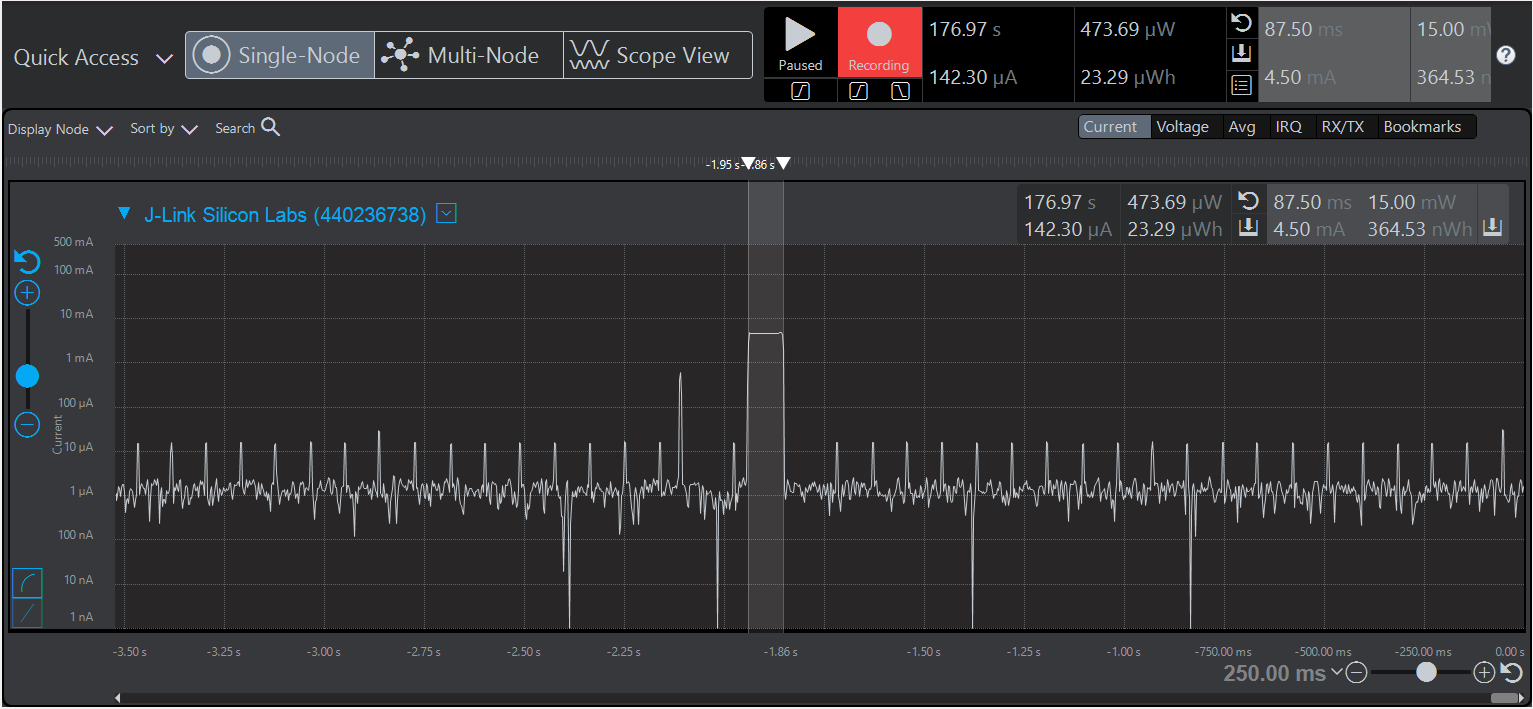 Quick Access Single-Node Multi-Node Scope View
Paused Recording
176.97 s 473.69 µW 87.50 ms 15.00 mW
142.30 µA 23.29 µWh 4.50 mA 364.53 n
?
Display Node Sort by Search
Current Voltage Avg IRQ RX/TX Bookmarks
-1.95 s -1.86 s
J-Link Silicon Labs (440236738)
176.97 s 473.69 µW 87.50 ms 15.00 mW
142.30 µA 23.29 µWh 4.50 mA 364.53 nWh
500 mA
100 mA
10 mA
1 mA
100 µA
10 µA
1 µA
100 nA
10 nA
1 nA
Current
-3.50 s -3.25 s -3.00 s -2.75 s -2.50 s -2.25 s -1.86 s -1.50 s -1.25 s -1.00 s -750.00 ms -500.00 ms -250.00 ms 0.00 s
250.00 ms